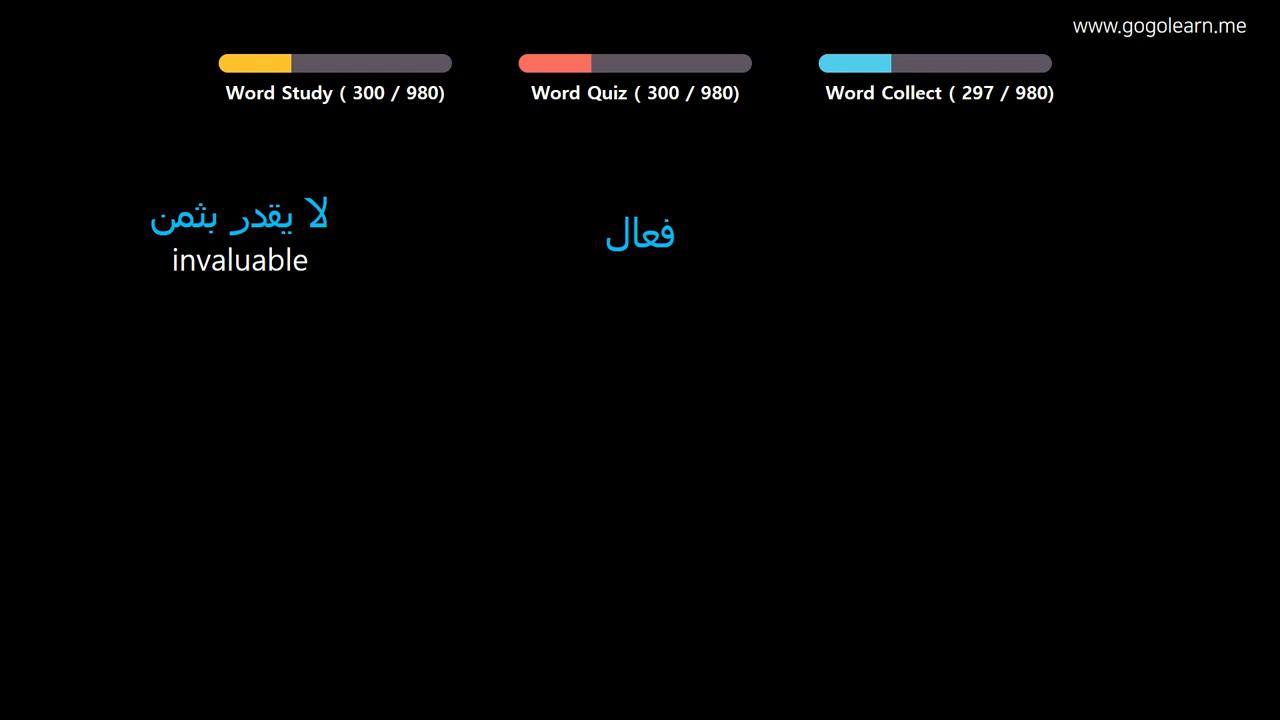 www.gogolearn.me
Word Study ( 300 / 980)
Word Quiz ( 300 / 980)
Word Collect ( 297 / 980)
لا يقدر بثمن
invaluable
فعال